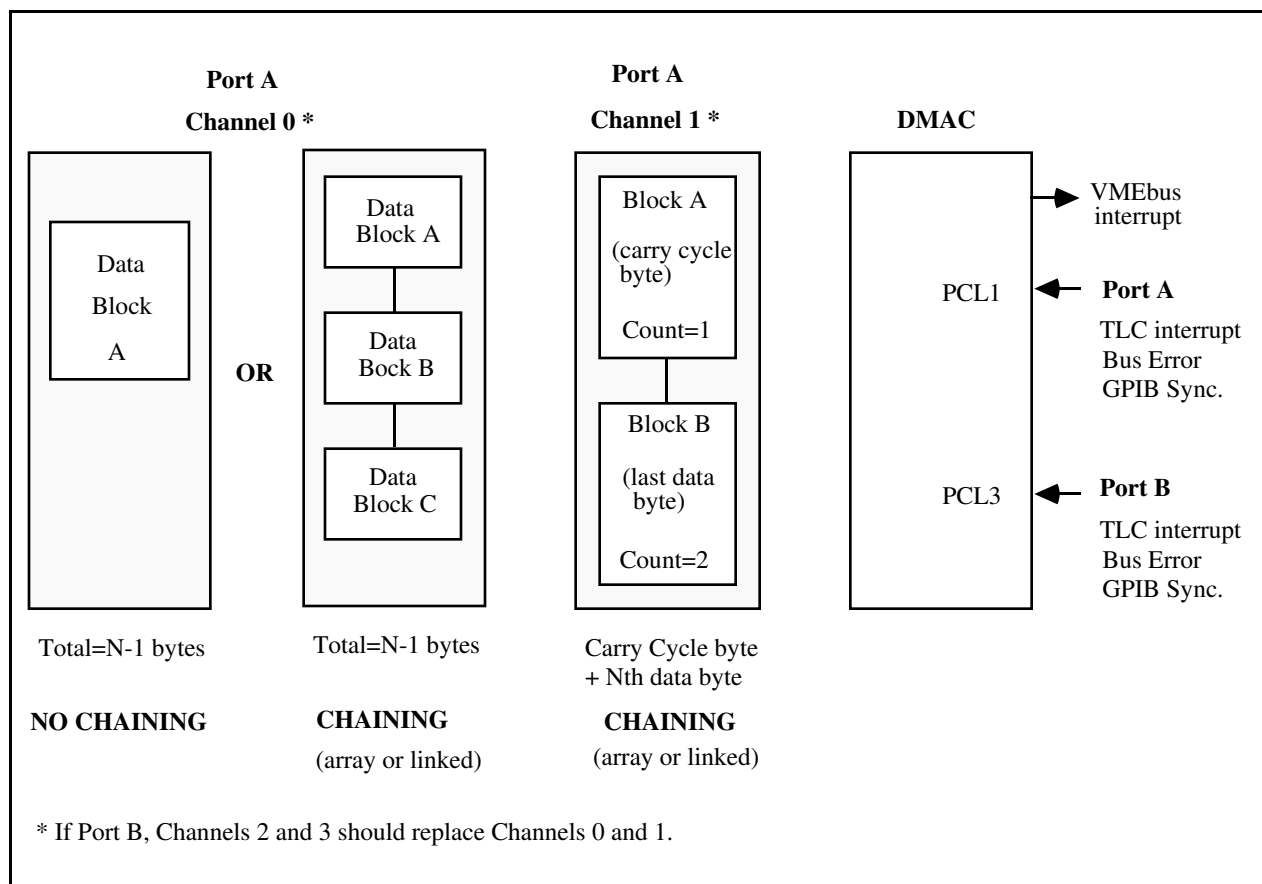 Port A
Channel 0 *
Data
Block
A
Total=N-1 bytes
NO CHAINING
OR
Data
Block A
Data
Bock B
Data
Block C
Total=N-1 bytes
CHAINING
(array or linked)
Port A
Channel 1 *
Block A
(carry cycle
byte)
Count=1
Block B
(last data
byte)
Count=2
Carry Cycle byte
+ Nth data byte
CHAINING
(array or linked)
DMAC
VMEbus
interrupt
PCL1
Port A
TLC interrupt
Bus Error
GPIB Sync.
PCL3
Port B
TLC interrupt
Bus Error
GPIB Sync.
* If Port B, Channels 2 and 3 should replace Channels 0 and 1.